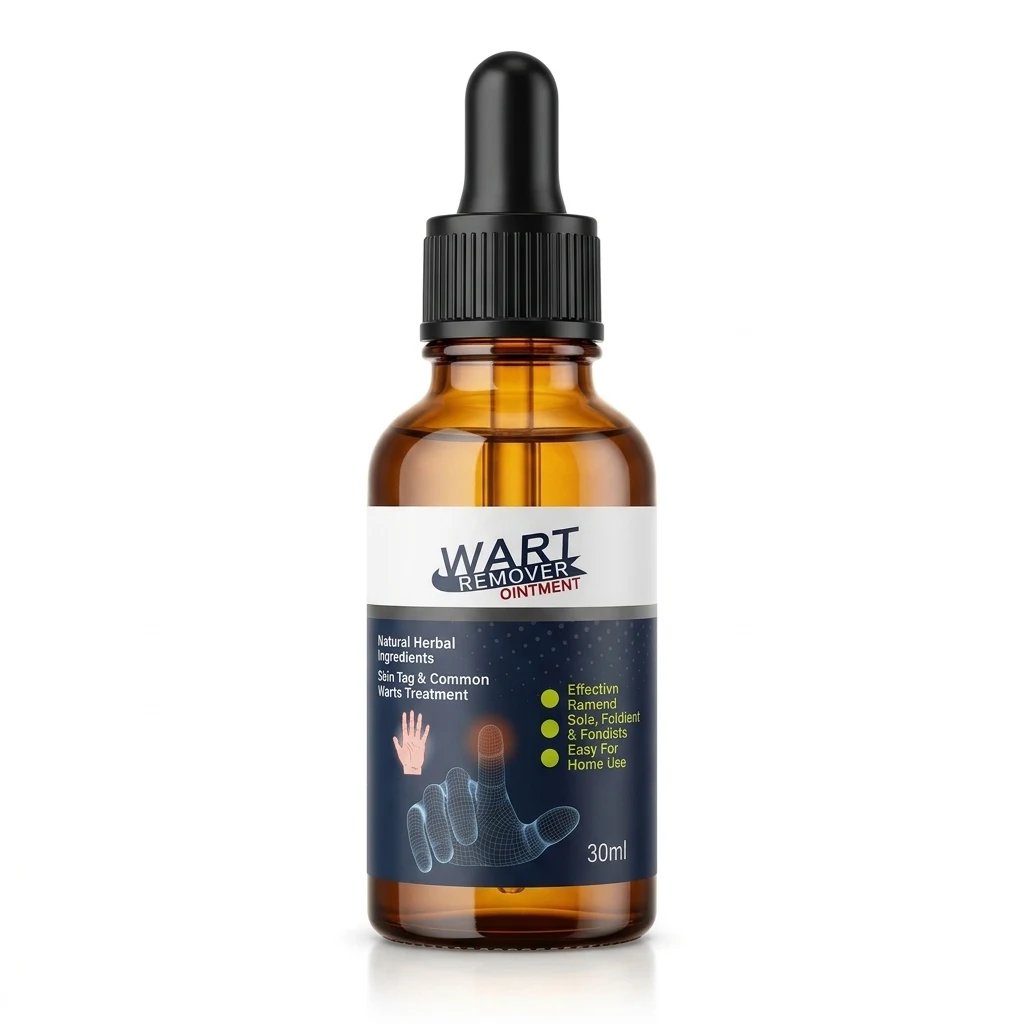 WART
REMOVER
OINTMENT
Natural Herbal
Ingredients
Skin Tag & Common
Warts Treatment
Effectivn
Ramend
Sole, Foldient
& Fondists
Easy For
Home Use
30ml